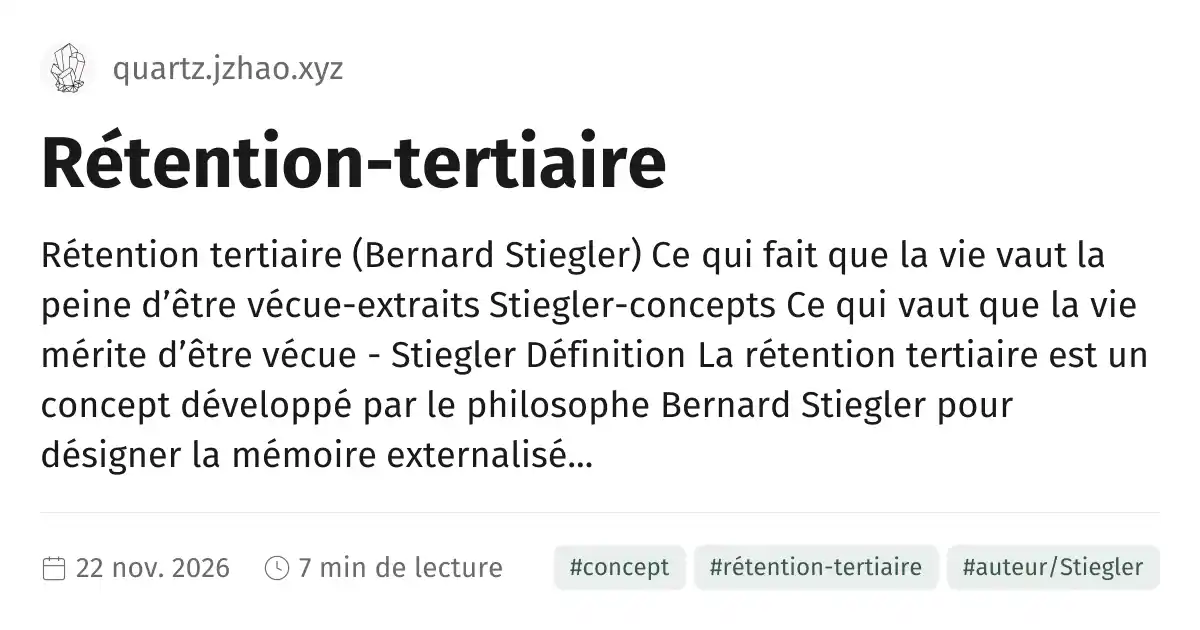 quartz.jzhao.xyz
Rétention-tertiaire
Rétention tertiaire (Bernard Stiegler) Ce qui fait que la vie vaut la
peine d’être vécue-extraits Stiegler-concepts Ce qui vaut que la vie
mérite d’être vécue - Stiegler Définition La rétention tertiaire est un
concept développé par le philosophe Bernard Stiegler pour
désigner la mémoire externalisé...
22 nov. 2026 7 min de lecture #concept #rétention-tertiaire #auteur/Stiegler